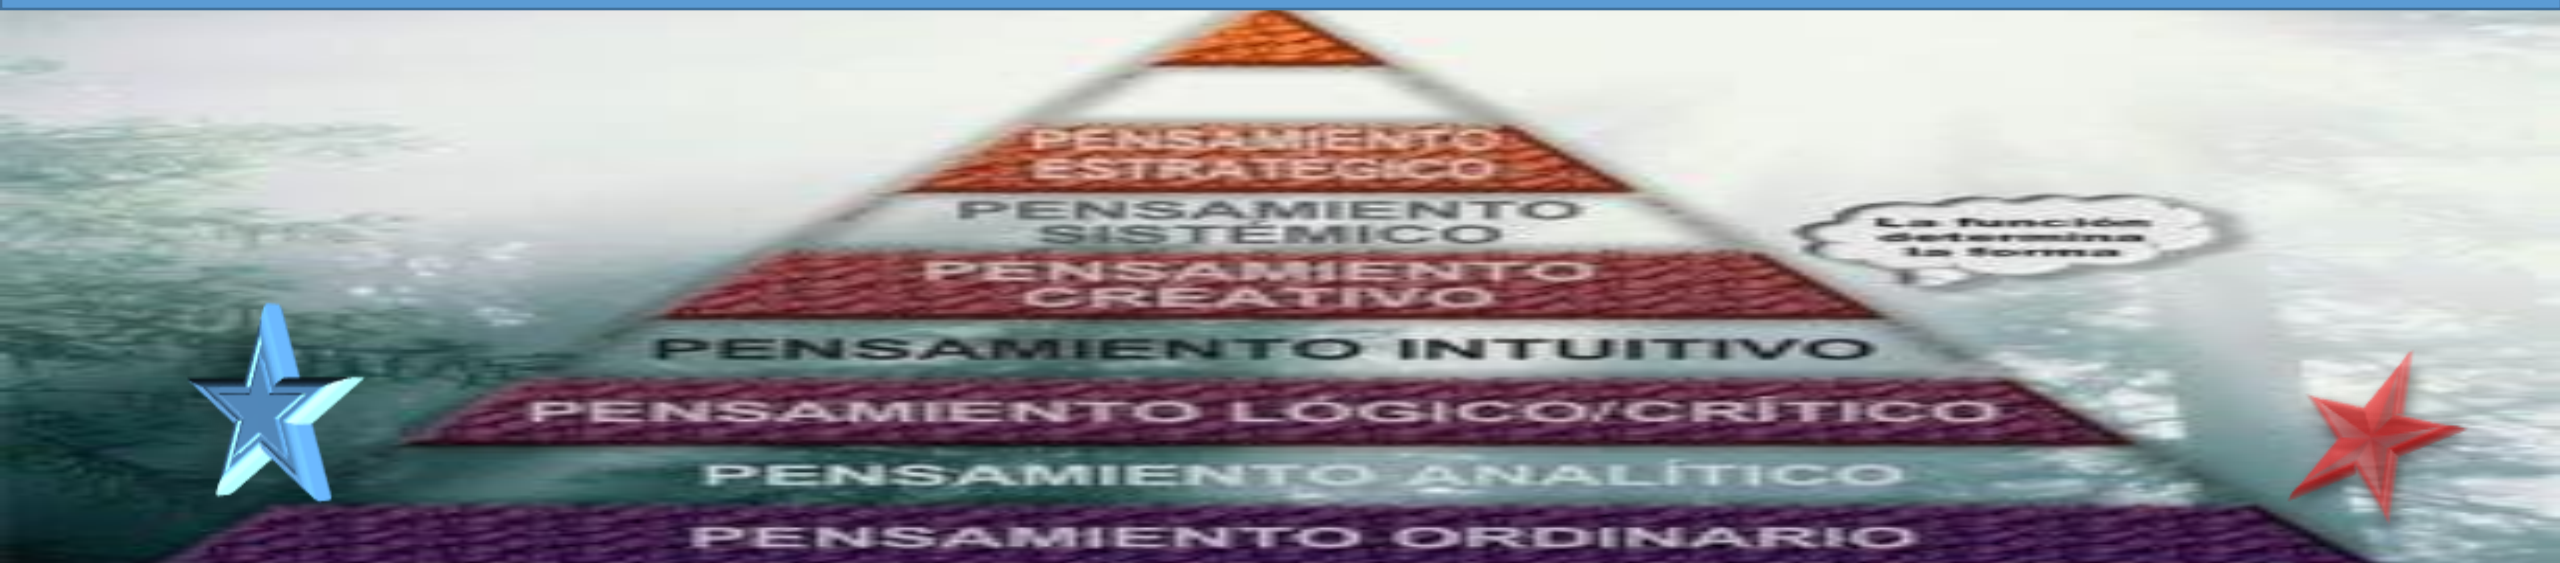 PENSAMIENTO
ESTRATÉGICO
PENSAMIENTO
SISTÉMICO
La función
determina
la forma
PENSAMIENTO
CREATIVO
PENSAMIENTO INTUITIVO
PENSAMIENTO LÓGICO/CRÍTICO
PENSAMIENTO ANALÍTICO
PENSAMIENTO ORDINARIO